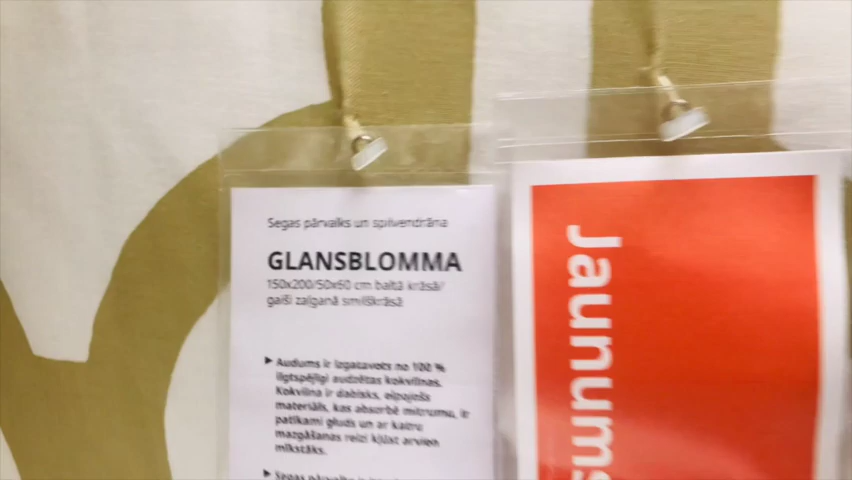 Segas pārvalks un spilvendrāna
GLANSBLOMMA
150x200/50x60 cm baltā krāsā/
gaiši zaļganā smilškrāsā
▶ Audums ir izgatavots no 100 %
ilgtspējīgi audzētas kokvilnas.
Kokvilna ir dabisks, elpojošs
materiāls, kas absorbē mitrumu, ir
patīkami gluds un ar katru
mazgāšanas reizi kļūst arvien
mīkstāks.
▶ Segas pārvalks
Jaunums